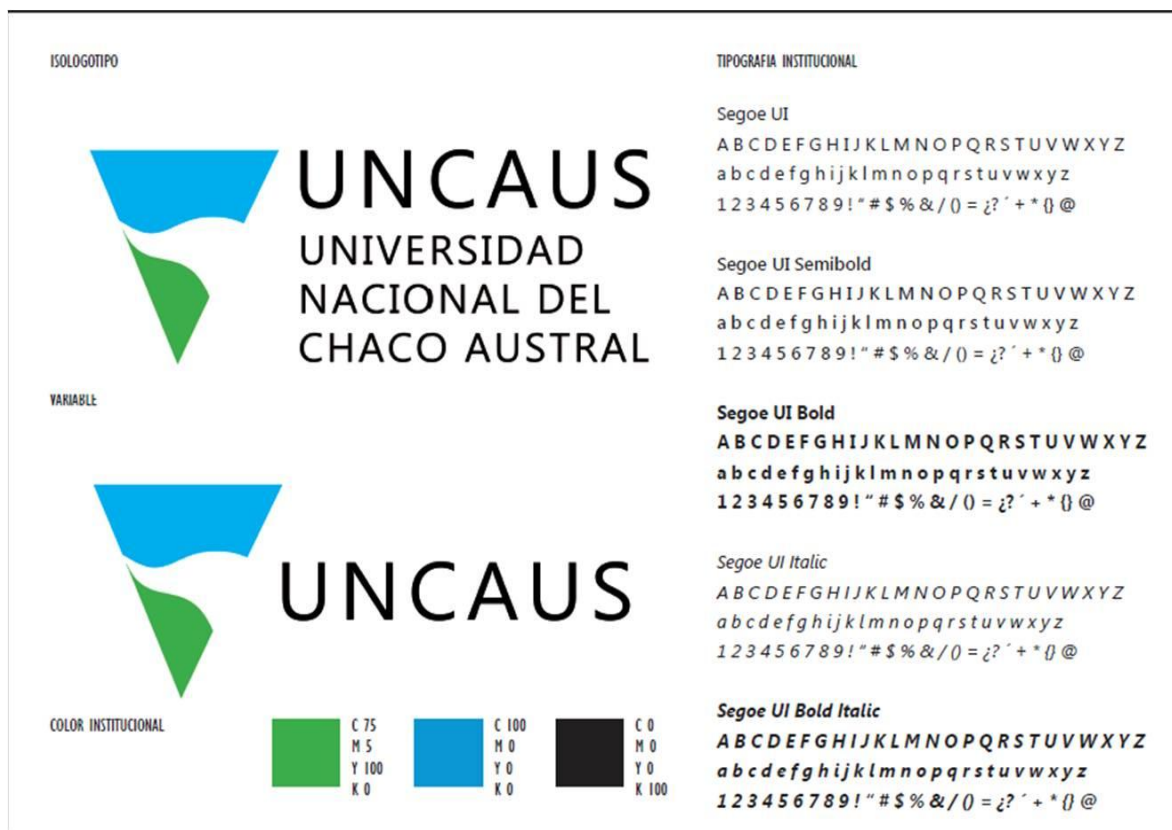 ISOLOGOTIPO
UNCAUS
UNIVERSIDAD
NACIONAL DEL
CHACO AUSTRAL
VARIABLE
UNCAUS
COLOR INSTITUCIONAL
C 75
M 5
Y 100
K 0
C 100
M 0
Y 0
K 0
C 0
M 0
Y 0
K 100
TIPOGRAFIA INSTITUCIONAL
Segoe UI
A B C D E F G H I J K L M N O P Q R S T U V W X Y Z
a b c d e f g h i j k l m n o p q r s t u v w x y z
1 2 3 4 5 6 7 8 9 ! “ # $ % & / () = ¿? ´ + * {} @
Segoe UI Semibold
A B C D E F G H I J K L M N O P Q R S T U V W X Y Z
a b c d e f g h i j k l m n o p q r s t u v w x y z
1 2 3 4 5 6 7 8 9 ! “ # $ % & / () = ¿? ´ + * {} @
Segoe UI Bold
A B C D E F G H I J K L M N O P Q R S T U V W X Y Z
a b c d e f g h i j k l m n o p q r s t u v w x y z
1 2 3 4 5 6 7 8 9 ! “ # $ % & / () = ¿? ´ + * {} @
Segoe UI Italic
A B C D E F G H I J K L M N O P Q R S T U V W X Y Z
a b c d e f g h i j k l m n o p q r s t u v w x y z
1 2 3 4 5 6 7 8 9 ! “ # $ % & / () = ¿? ´ + * {} @
Segoe UI Bold Italic
A B C D E F G H I J K L M N O P Q R S T U V W X Y Z
a b c d e f g h i j k l m n o p q r s t u v w x y z
1 2 3 4 5 6 7 8 9 ! “ # $ % & / () = ¿? ´ + * {} @